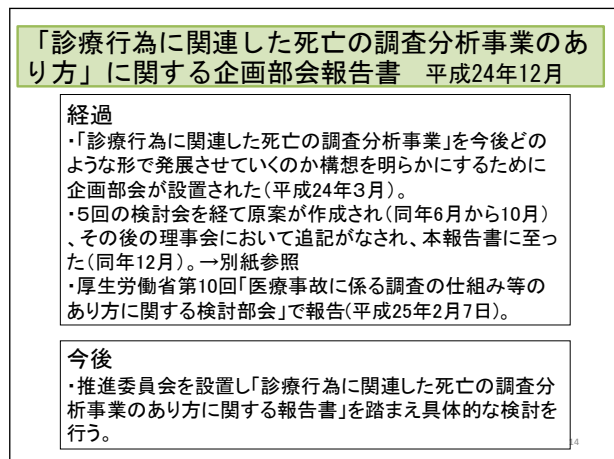 「診療行為に関連した死亡の調査分析事業のあ
り方」に関する企画部会報告書　平成24年12月
経過
・「診療行為に関連した死亡の調査分析事業」を今後どの
ような形で発展させていくのか構想を明らかにするために
企画部会が設置された（平成24年３月）。
・５回の検討会を経て原案が作成され（同年6月から10月）
、その後の理事会において追記がなされ、本報告書に至っ
た（同年12月）。→別紙参照
・厚生労働省第10回「医療事故に係る調査の仕組み等の
あり方に関する検討部会」で報告（平成25年2月7日）。
今後
・推進委員会を設置し「診療行為に関連した死亡の調査分
析事業のあり方に関する報告書」を踏まえ具体的な検討を
行う。
14